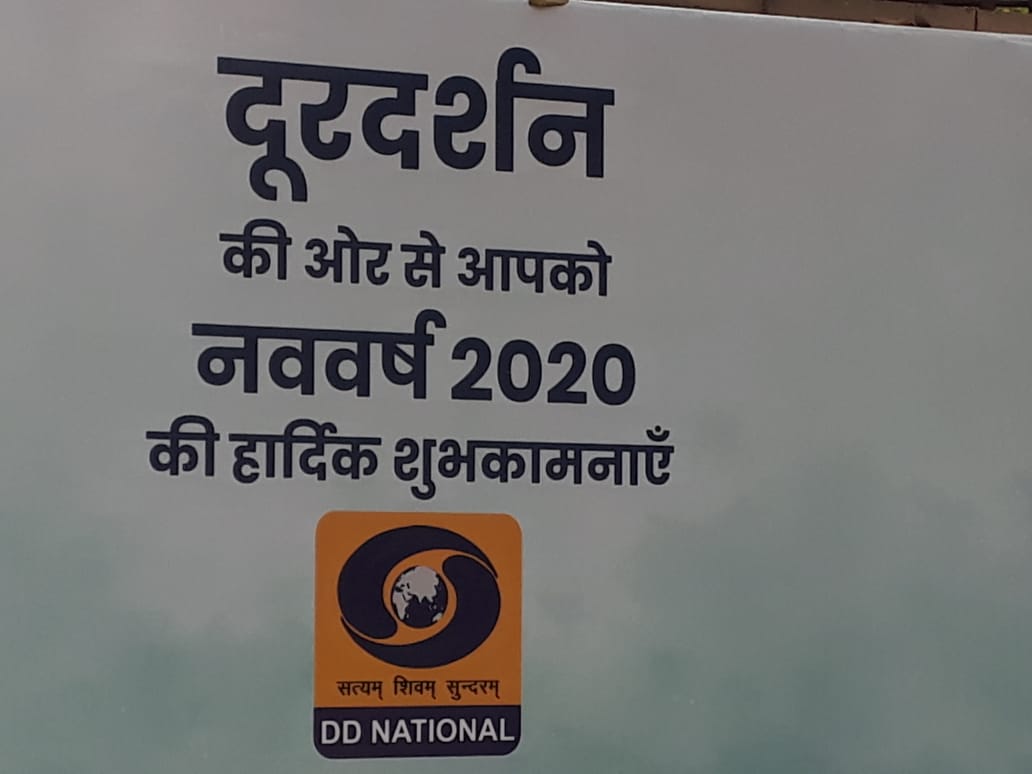 दूरदर्शन
की ओर से आपको
नववर्ष 2020
की हार्दिक शुभकामनाएँ
सत्यम् शिवम् सुन्दरम्
DD NATIONAL